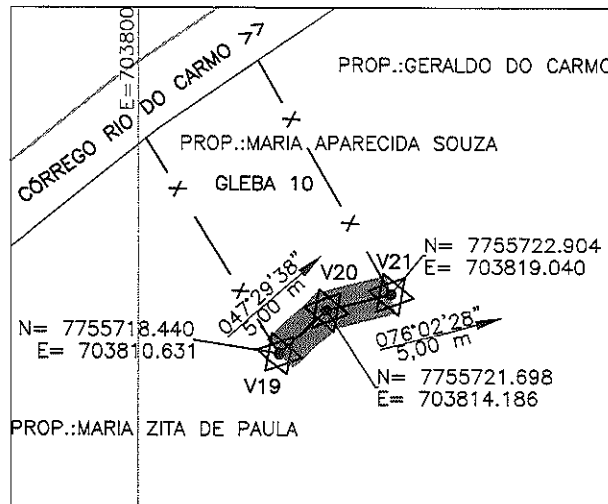 E=703800
CÓRREGO RIO DO CARMO >>
PROP.:GERALDO DO CARMO
PROP.:MARIA APARECIDA SOUZA
GLEBA 10
047°29'38"
5,00 m
V20
V21
N= 7755722.904
E= 703819.040
N= 7755718.440
E= 703810.631
V19
076°02'28"
5,00 m
N= 7755721.698
E= 703814.186
PROP.:MARIA ZITA DE PAULA